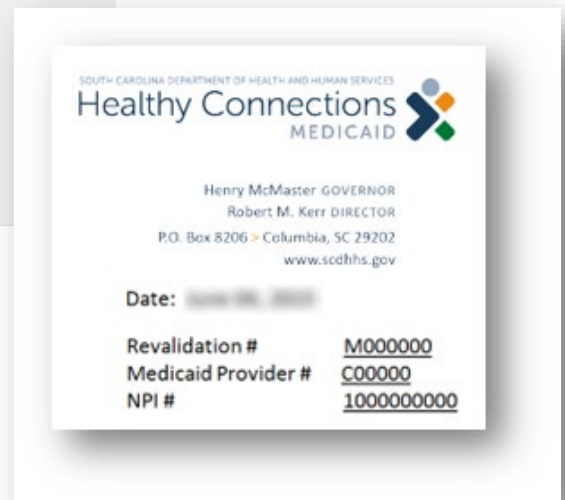 SOUTH CAROLINA DEPARTMENT OF HEALTH AND HUMAN SERVICES
Healthy Connections
MEDICAID
Henry McMaster GOVERNOR
Robert M. Kerr DIRECTOR
P.O. Box 8206 > Columbia, SC 29202
www.scdhhs.gov
Date:
Revalidation # M000000
Medicaid Provider # C00000
NPI # 1000000000